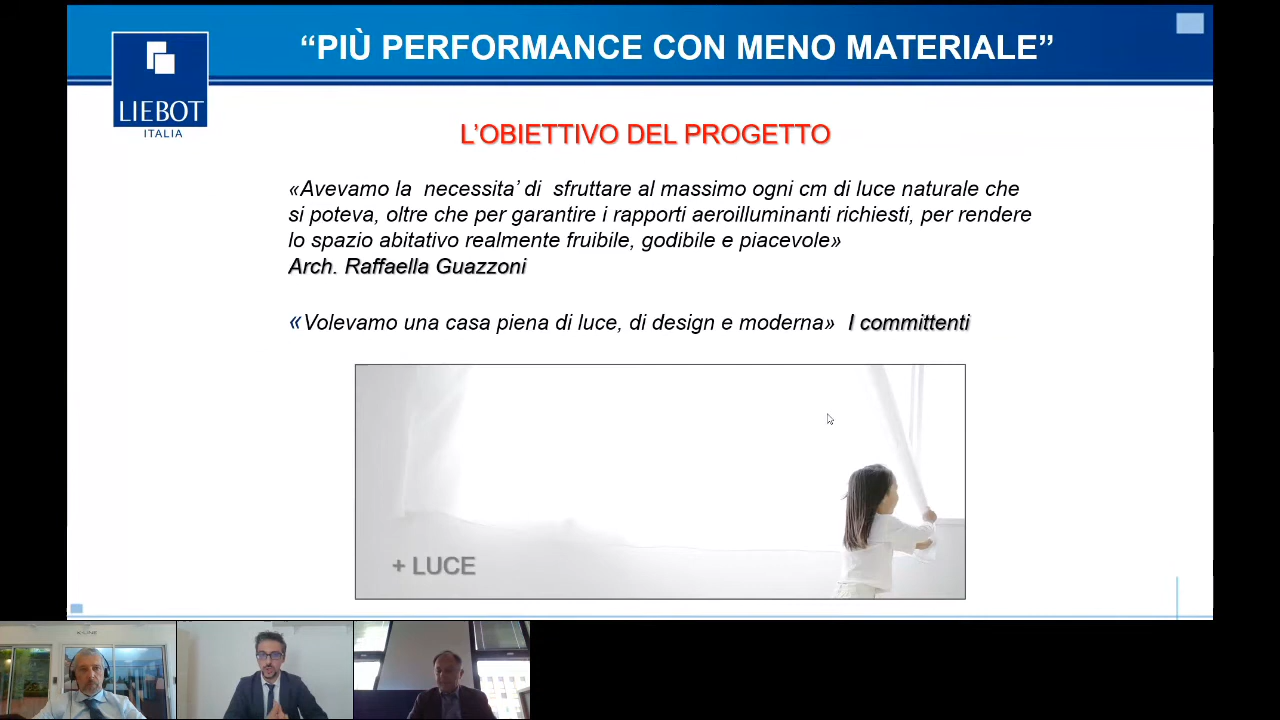 “PIÙ PERFORMANCE CON MENO MATERIALE”
LIEBOT
ITALIA
L’OBIETTIVO DEL PROGETTO
«Avevamo la necessita’ di sfruttare al massimo ogni cm di luce naturale che
si poteva, oltre che per garantire i rapporti aeroilluminanti richiesti, per rendere
lo spazio abitativo realmente fruibile, godibile e piacevole»
Arch. Raffaella Guazzoni
«Volevamo una casa piena di luce, di design e moderna» I committenti
+ LUCE
K-LINE